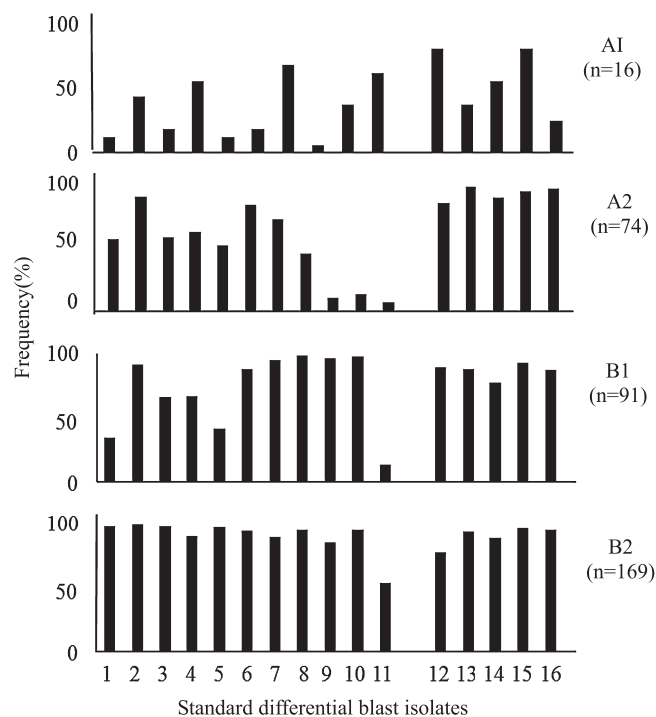 100
50
0
AI
(n=16)
100
50
0
A2
(n=74)
Frequency(%)
100
50
0
B1
(n=91)
100
50
0
B2
(n=169)
1 2 3 4 5 6 7 8 9 10 11 12 13 14 15 16
Standard differential blast isolates